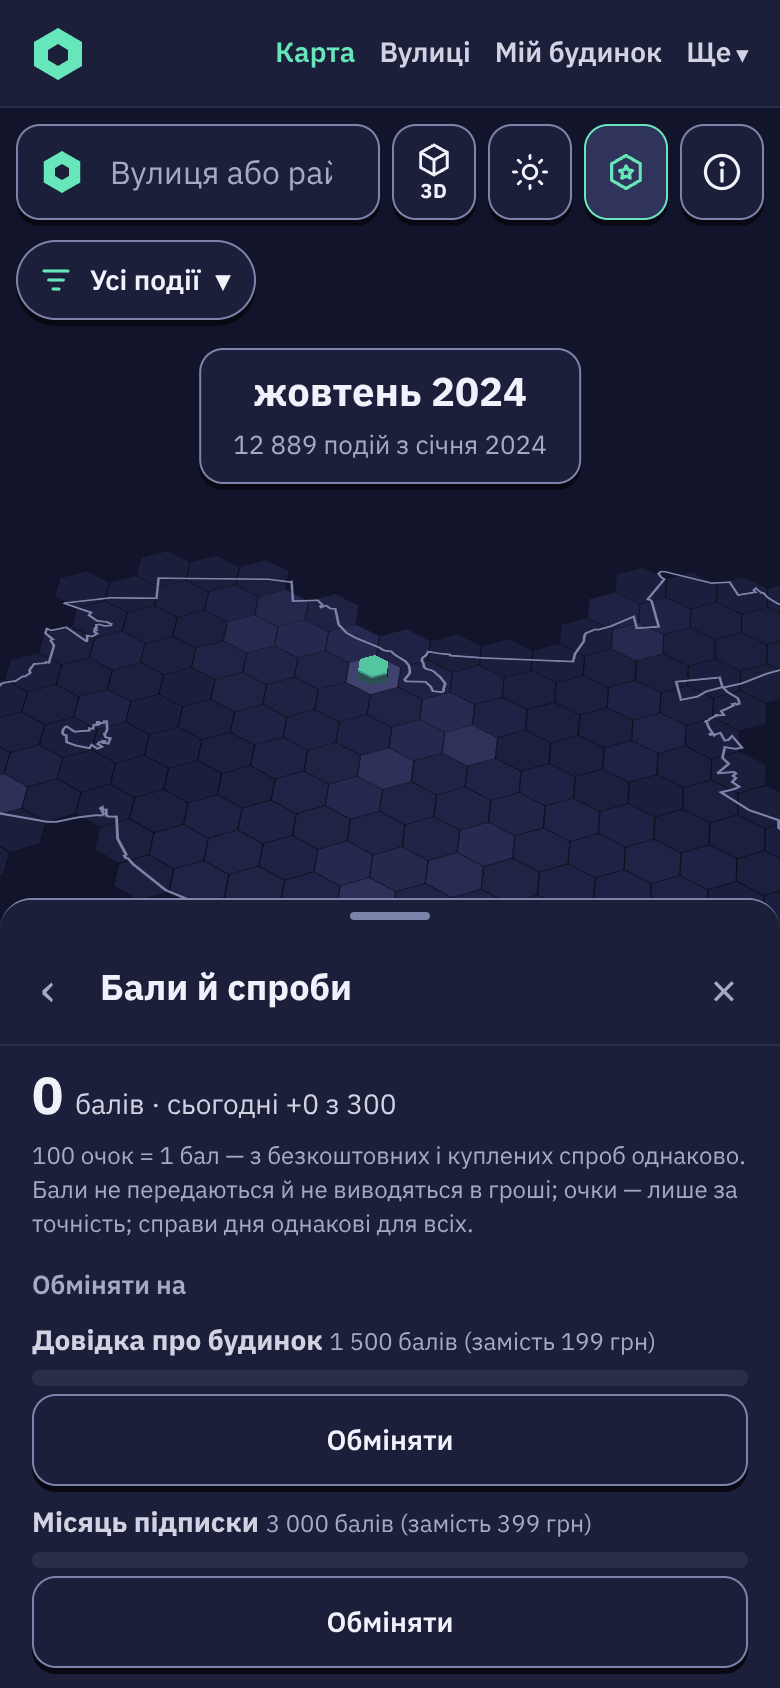 Карта Вулиці Мій будинок Ще ▾
Вулиця або рай
3D
Усі події ▼
жовтень 2024
12 889 подій з січня 2024
Бали й спроби
0 балів · сьогодні +0 з 300
100 очок = 1 бал — з безкоштовних і куплених спроб однаково.
Бали не передаються й не виводяться в гроші; очки — лише за
точність; справи дня однакові для всіх.
Обміняти на
Довідка про будинок 1 500 балів (замість 199 грн)
Обміняти
Місяць підписки 3 000 балів (замість 399 грн)
Обміняти